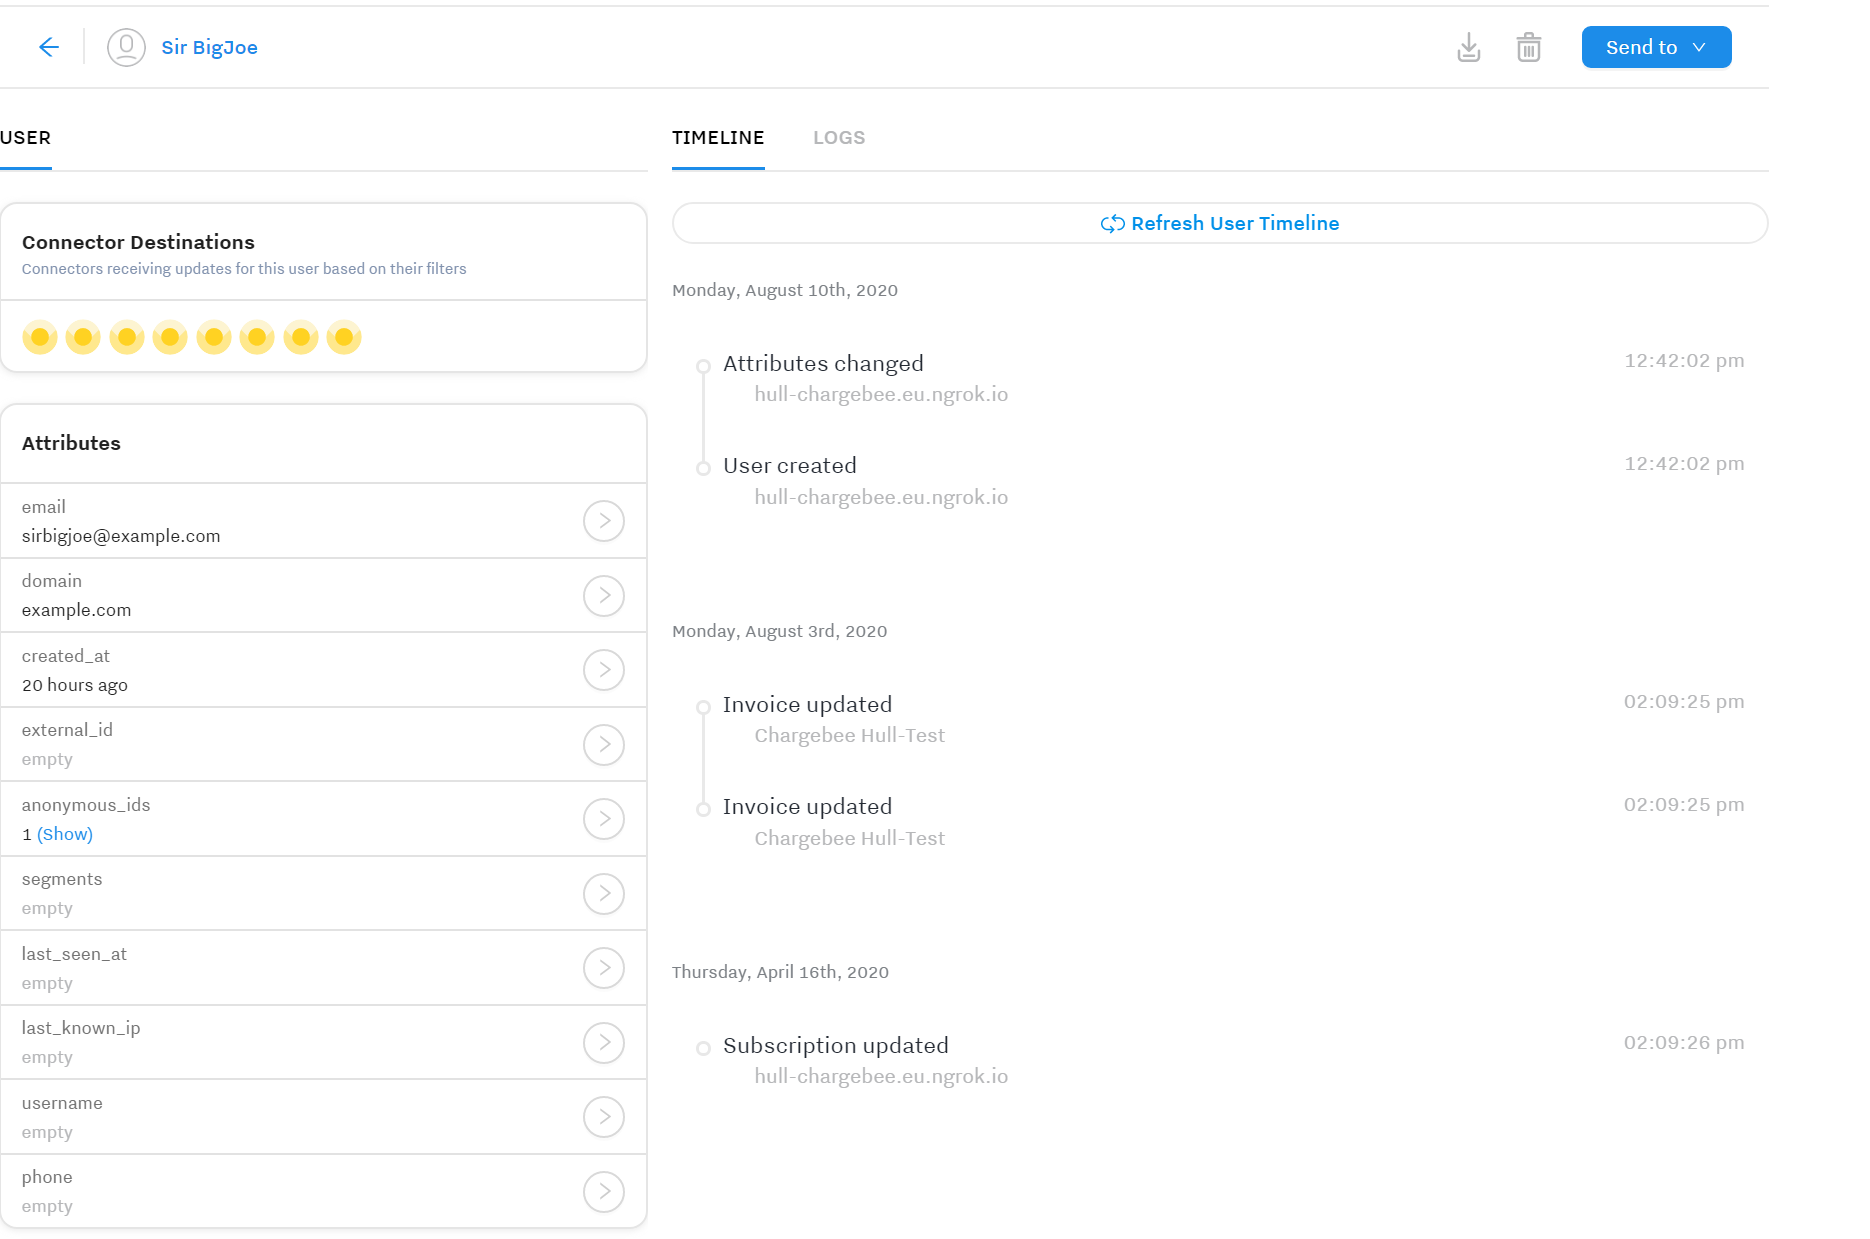 Sir BigJoe
Send to
USER
Connector Destinations
Connectors receiving updates for this user based on their filters
Attributes
email
sirbigjoe@example.com
domain
example.com
created_at
20 hours ago
external_id
empty
anonymous_ids
1 (Show)
segments
empty
last_seen_at
empty
last_known_ip
empty
username
empty
phone
empty
TIMELINE LOGS
Refresh User Timeline
Monday, August 10th, 2020
Attributes changed 12:42:02 pm
hull-chargebee.eu.ngrok.io
User created 12:42:02 pm
hull-chargebee.eu.ngrok.io
Monday, August 3rd, 2020
Invoice updated 02:09:25 pm
Chargebee Hull-Test
Invoice updated 02:09:25 pm
Chargebee Hull-Test
Thursday, April 16th, 2020
Subscription updated 02:09:26 pm
hull-chargebee.eu.ngrok.io